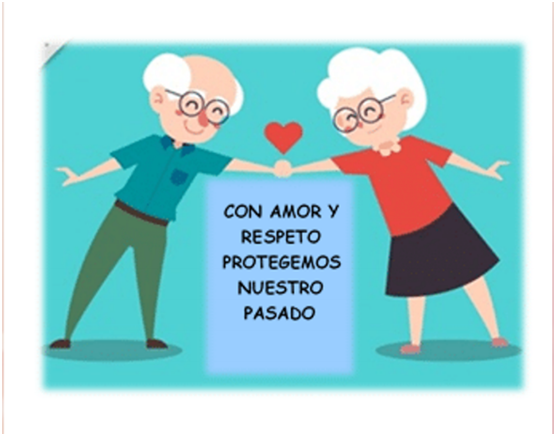 CON AMOR Y
RESPETO
PROTEGEMOS
NUESTRO
PASADO